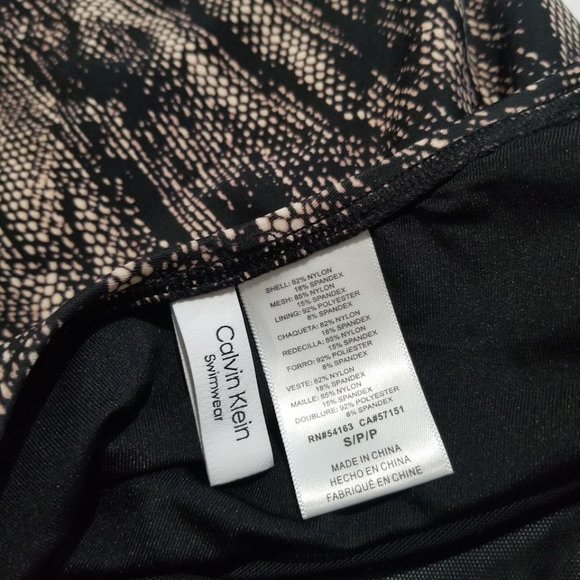 Calvin Klein
Swimwear
SHELL: 82% NYLON
18% SPANDEX
MESH: 85% NYLON
15% SPANDEX
LINING: 92% POLYESTER
8% SPANDEX
CHAQUETA: 82% NYLON
18% SPANDEX
REDECILLA: 85% NYLON
15% SPANDEX
FORRO: 92% POLIESTER
8% SPANDEX
VESTE: 82% NYLON
18% SPANDEX
MAILLE: 85% NYLON
15% SPANDEX
DOUBLURE: 92% POLYESTER
8% SPANDEX
RN#54163 CA#57151
S/P/P
MADE IN CHINA
HECHO EN CHINA
FABRIQUÉ EN CHINE